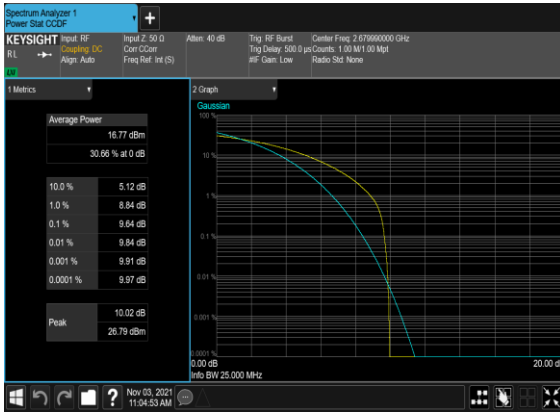 Spectrum Analyzer 1
Power Stat CCDF
KEYSIGHT
RL
Input: RF
Coupling: DC
Align: Auto
Input Z: 50 Ω
Corr CCorr
Freq Ref: Int (S)
Atten: 40 dB
Trig: RF Burst
Trig Delay: 500.0 µs
#IF Gain: Low
Center Freq: 2.679990000 GHz
Counts: 1.00 M/1.00 Mpt
Radio Std: None
1 Metrics
Average Power
16.77 dBm
30.66 % at 0 dB
10.0 % 5.12 dB
1.0 % 8.84 dB
0.1 % 9.64 dB
0.01 % 9.84 dB
0.001 % 9.91 dB
0.0001 % 9.97 dB
Peak
10.02 dB
26.79 dBm
2 Graph
Gaussian
100 %
10 %
1 %
0.1 %
0.01 %
0.001 %
0.0001 %
0.00 dB
20.00 d
Info BW 25.000 MHz
?
Nov 03, 2021
11:04:53 AM